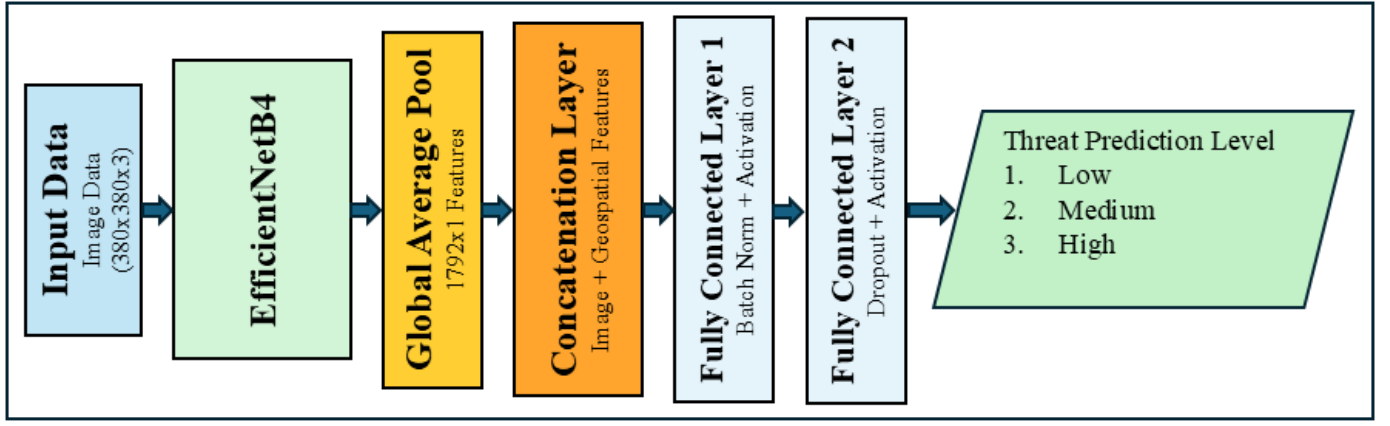 Input Data
Image Data
(380x380x3)
EfficientNetB4
Global Average Pool
1792x1 Features
Concatenation Layer
Image + Geospatial Features
Fully Connected Layer 1
Batch Norm + Activation
Fully Connected Layer 2
Dropout + Activation
Threat Prediction Level
1. Low
2. Medium
3. High